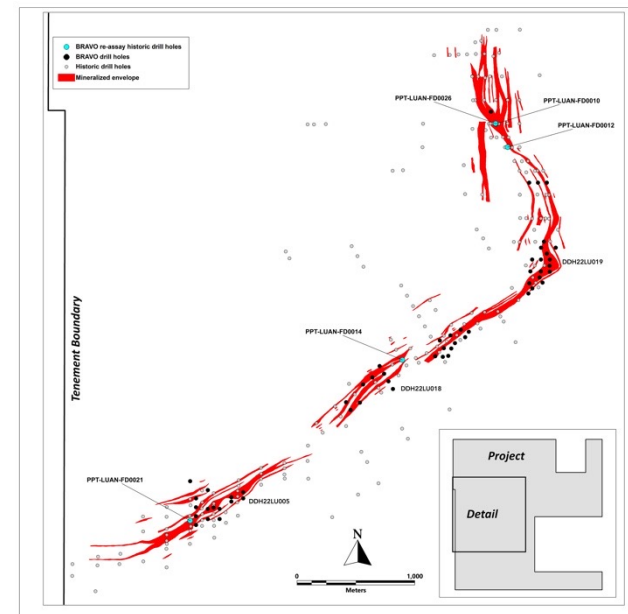 BRAVO re-assay historic drill holes
BRAVO drill holes
Historic drill holes
Mineralized envelope
PPT-LUAN-FD0026
PPT-LUAN-FD0010
PPT-LUAN-FD0012
DDH22LU019
Tenement Boundary
PPT-LUAN-FD0014
DDH22LU018
PPT-LUAN-FD0021
DDH22LU005
Project
Detail
N
0 1,000
Meters